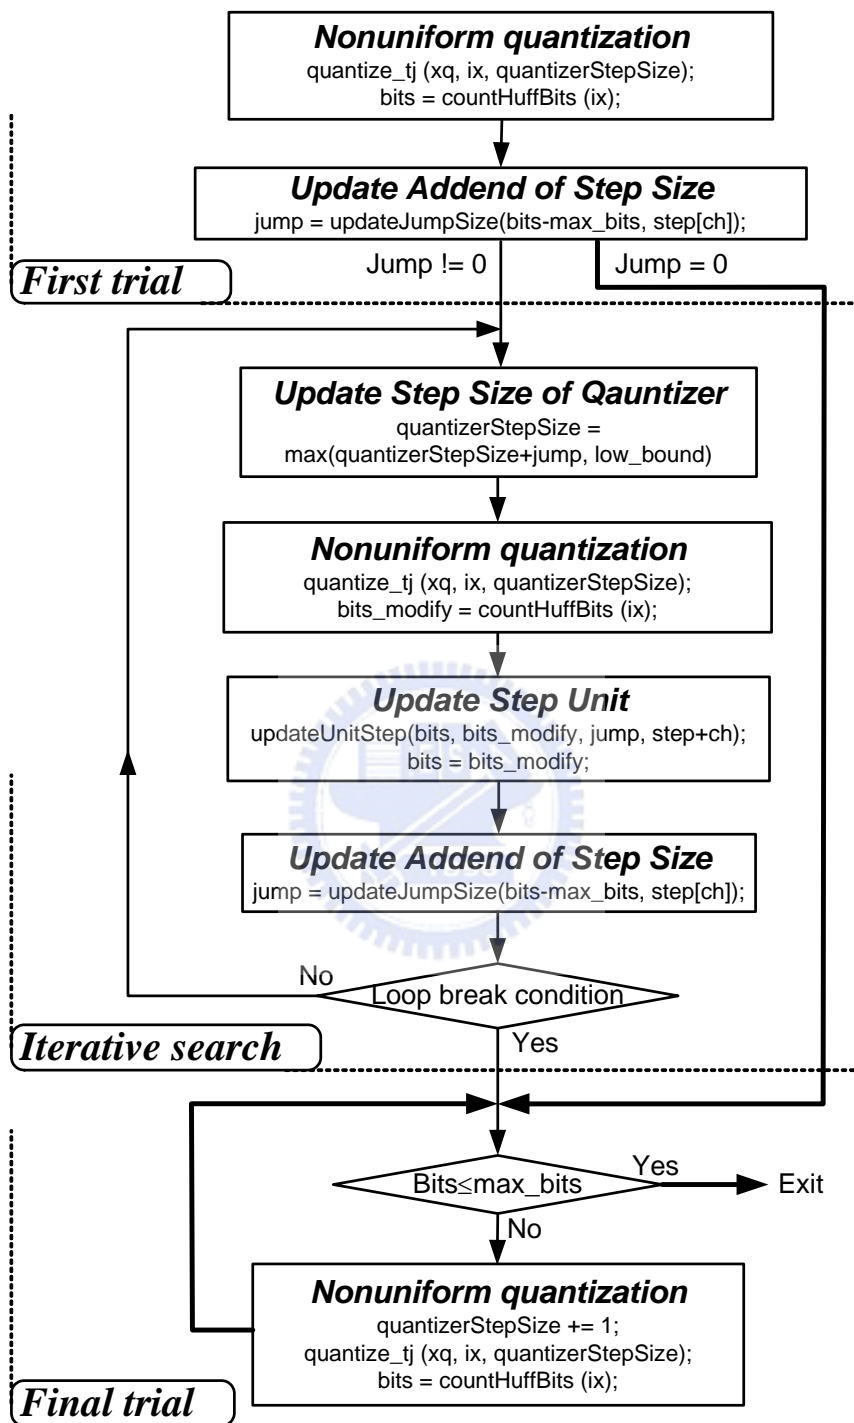 Nonuniform quantization
quantize_tj (xq, ix, quantizerStepSize);
bits = countHuffBits (ix);
Update Addend of Step Size
jump = updateJumpSize(bits-max_bits, step[ch]);
Jump != 0
Jump = 0
First trial
Update Step Size of Qauntizer
quantizerStepSize =
max(quantizerStepSize+jump, low_bound)
Nonuniform quantization
quantize_tj (xq, ix, quantizerStepSize);
bits_modify = countHuffBits (ix);
Update Step Unit
updateUnitStep(bits, bits_modify, jump, step+ch);
bits = bits_modify;
Update Addend of Step Size
jump = updateJumpSize(bits-max_bits, step[ch]);
No
Loop break condition
Yes
Iterative search
Bits≤max_bits
Yes
Exit
No
Nonuniform quantization
quantizerStepSize += 1;
quantize_tj (xq, ix, quantizerStepSize);
bits = countHuffBits (ix);
Final trial